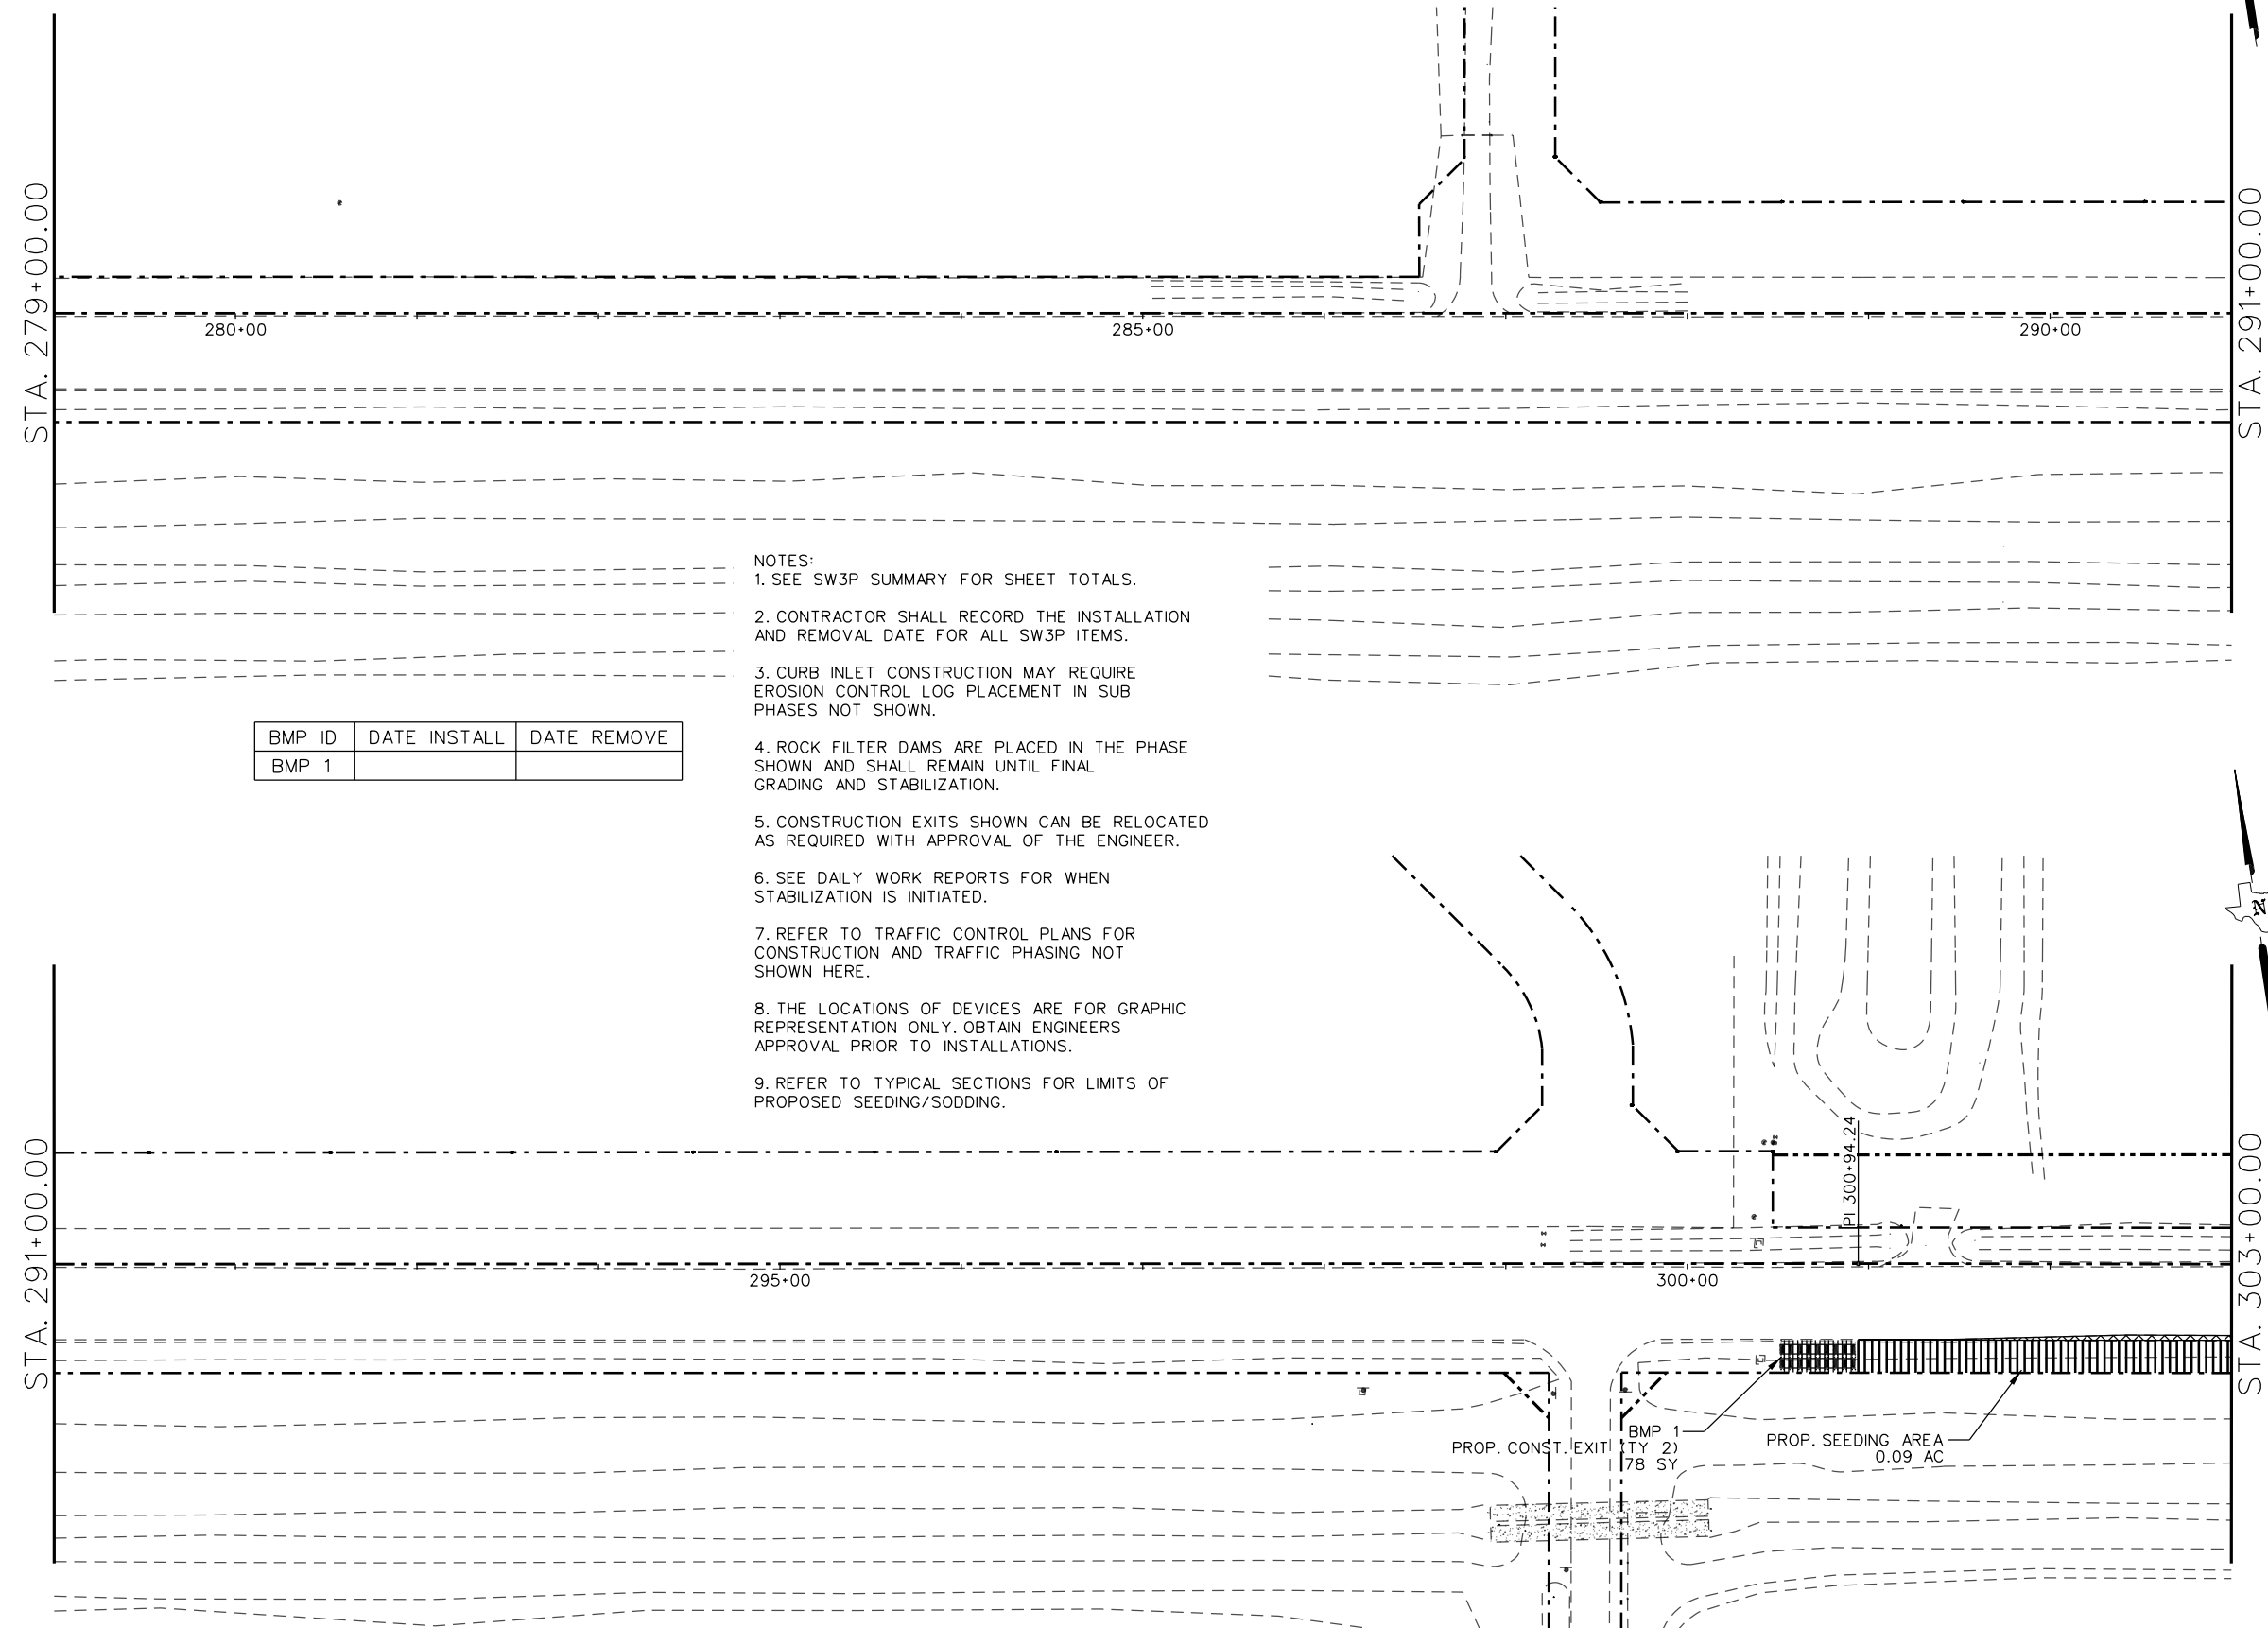 STA. 279+00.00
STA. 291+00.00
280+00
285+00
290+00
NOTES:
1. SEE SW3P SUMMARY FOR SHEET TOTALS.
2. CONTRACTOR SHALL RECORD THE INSTALLATION
AND REMOVAL DATE FOR ALL SW3P ITEMS.
3. CURB INLET CONSTRUCTION MAY REQUIRE
EROSION CONTROL LOG PLACEMENT IN SUB
PHASES NOT SHOWN.
4. ROCK FILTER DAMS ARE PLACED IN THE PHASE
SHOWN AND SHALL REMAIN UNTIL FINAL
GRADING AND STABILIZATION.
5. CONSTRUCTION EXITS SHOWN CAN BE RELOCATED
AS REQUIRED WITH APPROVAL OF THE ENGINEER.
6. SEE DAILY WORK REPORTS FOR WHEN
STABILIZATION IS INITIATED.
7. REFER TO TRAFFIC CONTROL PLANS FOR
CONSTRUCTION AND TRAFFIC PHASING NOT
SHOWN HERE.
8. THE LOCATIONS OF DEVICES ARE FOR GRAPHIC
REPRESENTATION ONLY. OBTAIN ENGINEERS
APPROVAL PRIOR TO INSTALLATIONS.
9. REFER TO TYPICAL SECTIONS FOR LIMITS OF
PROPOSED SEEDING/SODDING.
BMP ID DATE INSTALL DATE REMOVE
BMP 1
N
STA. 291+00.00
STA. 303+00.00
PI 300+94.24
295+00
300+00
BMP 1
PROP. CONST. EXIT (TY 2)
78 SY
PROP. SEEDING AREA
0.09 AC